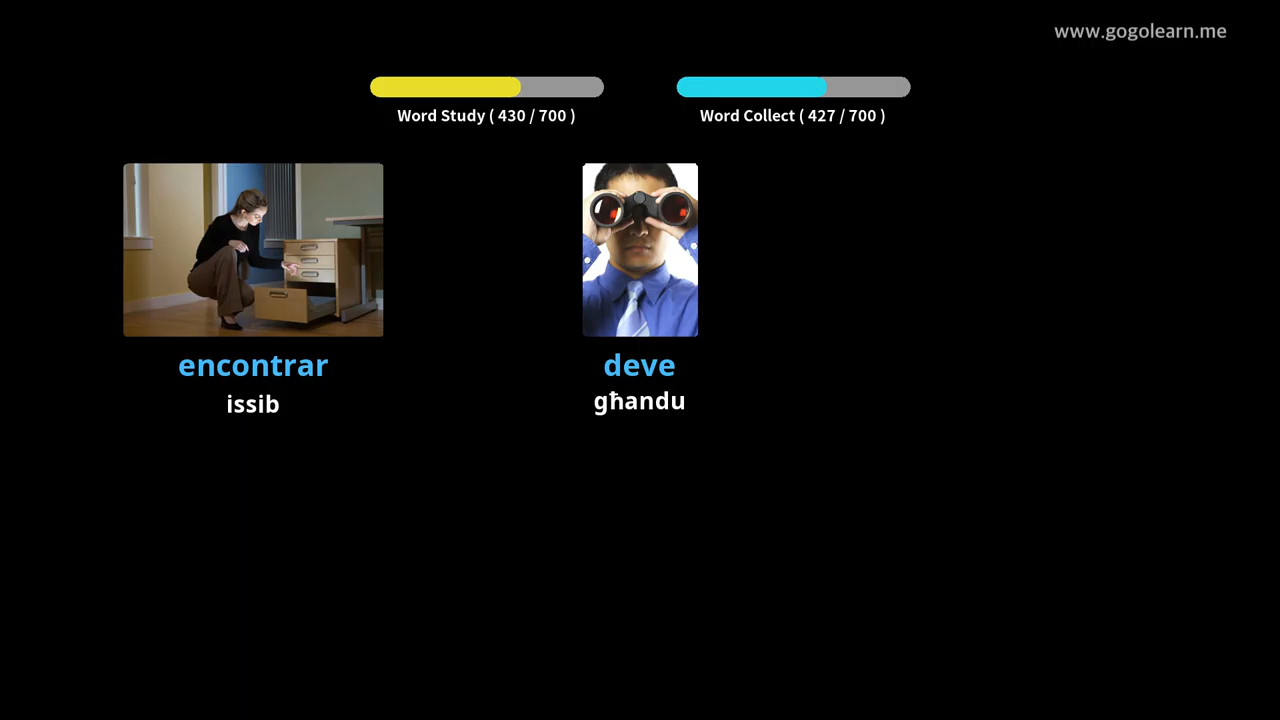 www.gogolearn.me
Word Study ( 430 / 700 )
Word Collect ( 427 / 700 )
encontrar
issib
deve
għandu